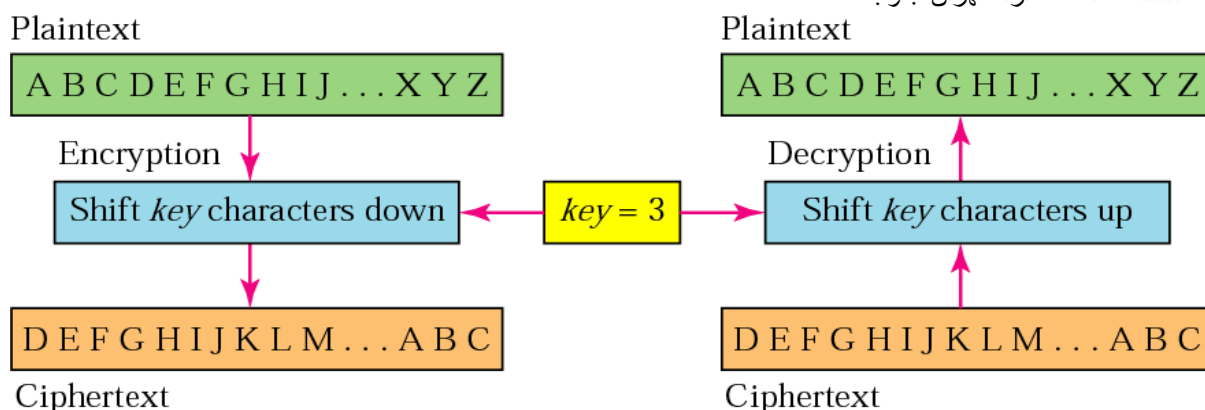 Plaintext
A B C D E F G H I J . . . X Y Z
Encryption
Shift key characters down
D E F G H I J K L M . . . A B C
Ciphertext
key = 3
Plaintext
A B C D E F G H I J . . . X Y Z
Decryption
Shift key characters up
D E F G H I J K L M . . . A B C
Ciphertext